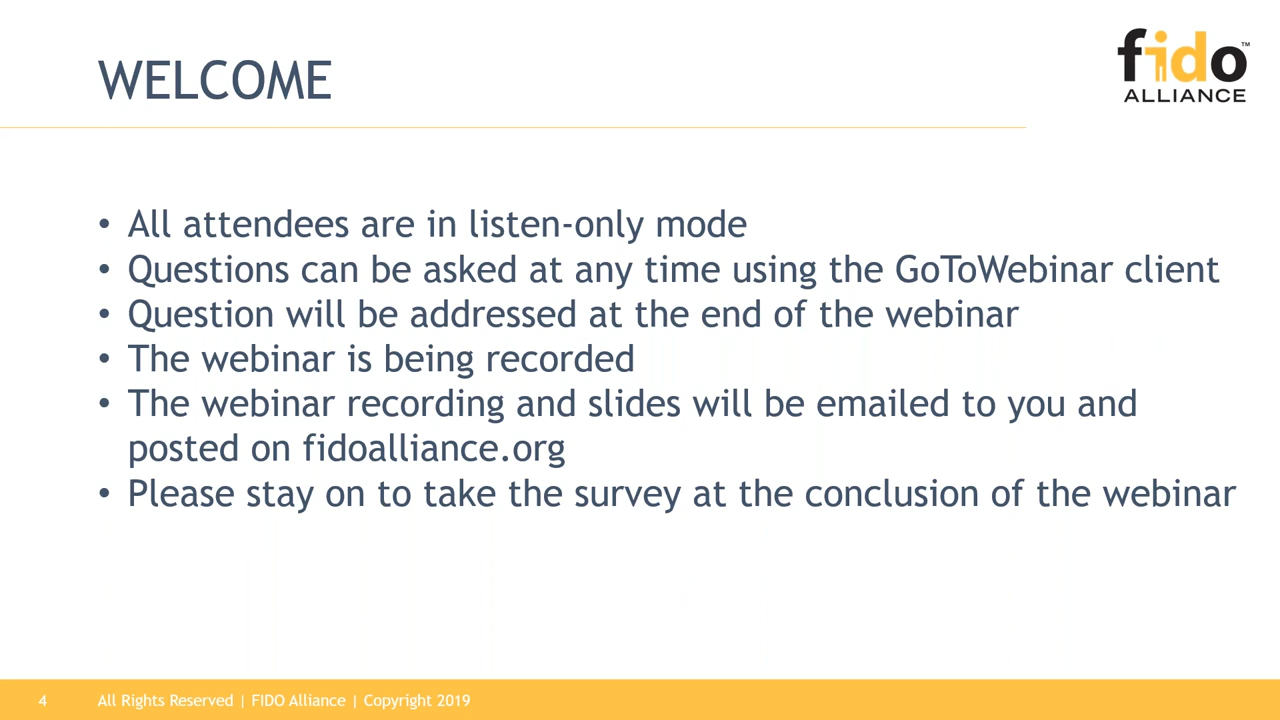 WELCOME
fido™
ALLIANCE
• All attendees are in listen-only mode
• Questions can be asked at any time using the GoToWebinar client
• Question will be addressed at the end of the webinar
• The webinar is being recorded
• The webinar recording and slides will be emailed to you and
posted on fidoalliance.org
• Please stay on to take the survey at the conclusion of the webinar
4 All Rights Reserved | FIDO Alliance | Copyright 2019